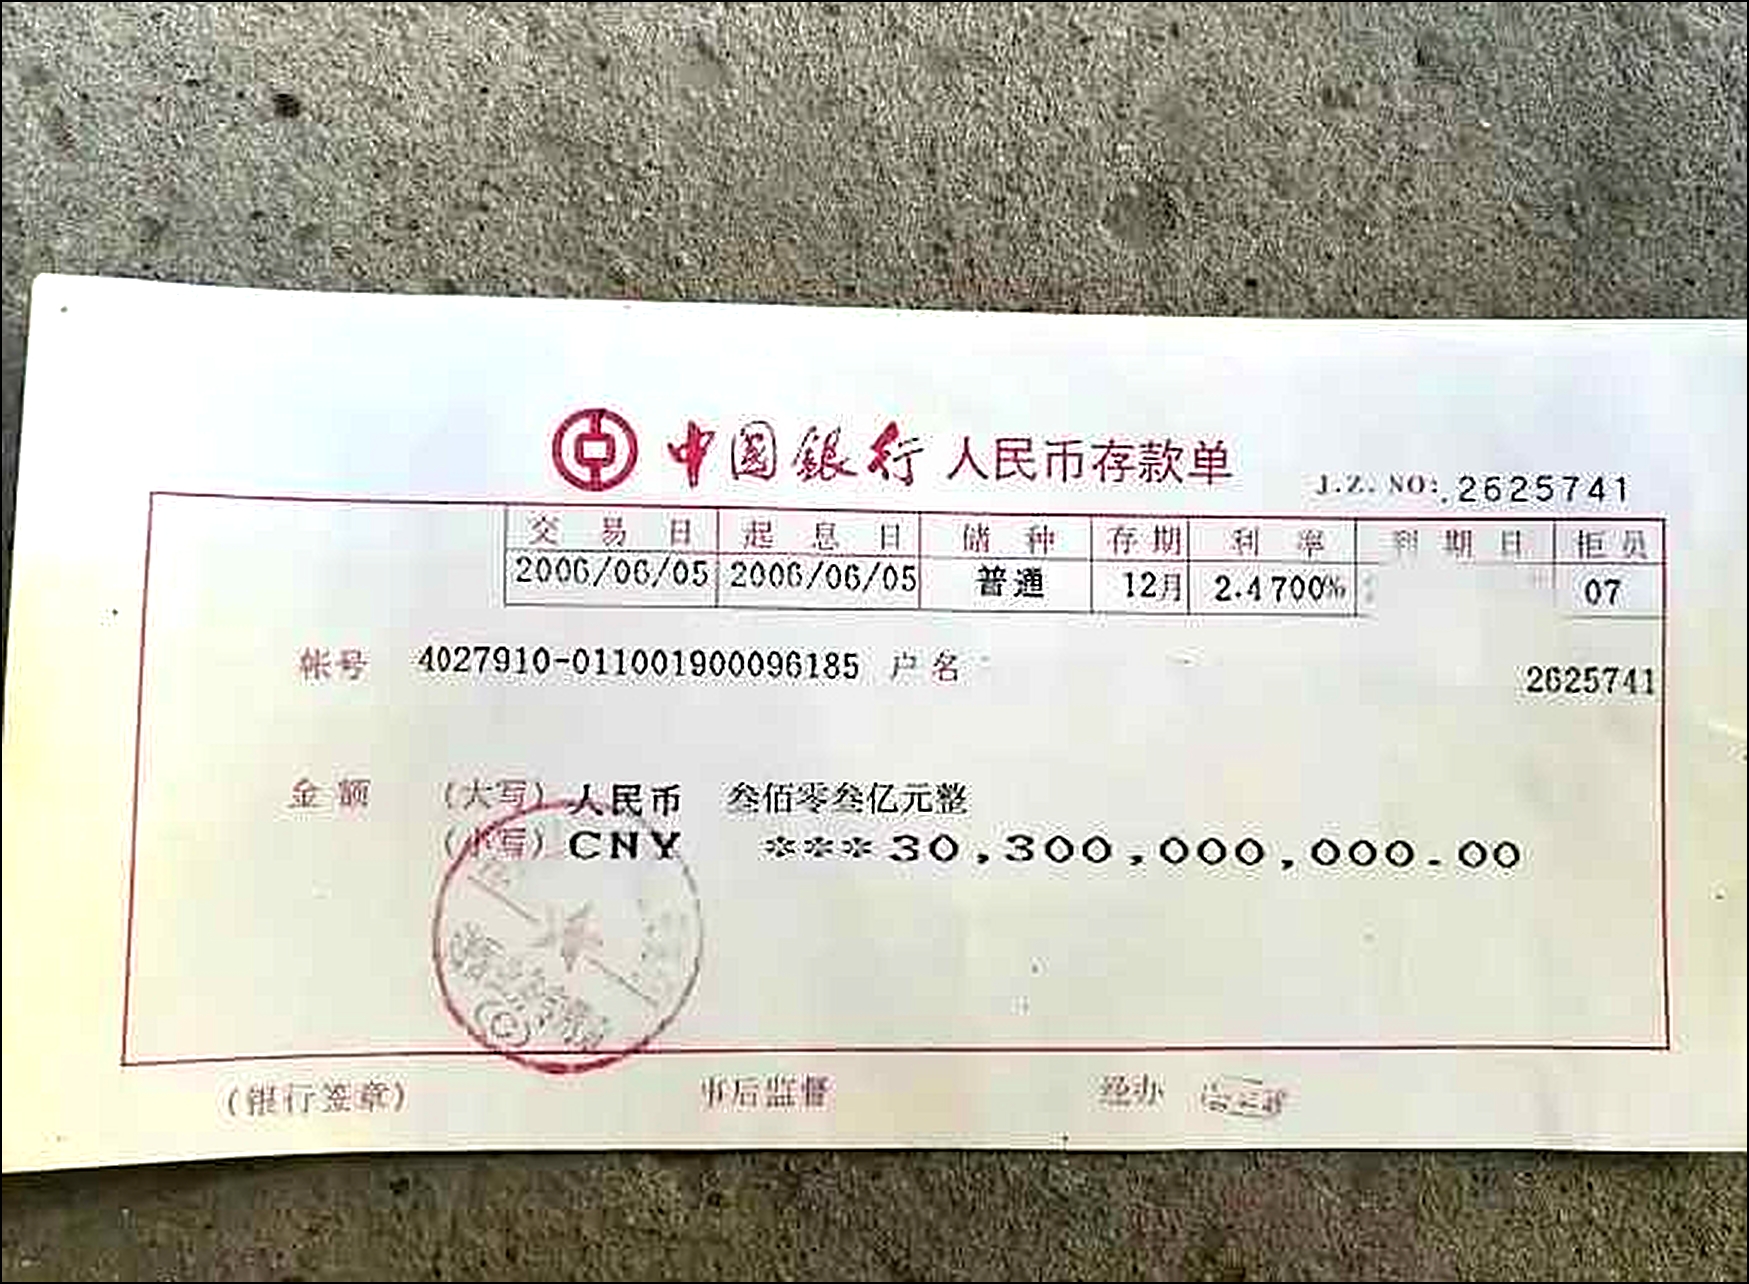 中国银行 人民币存款单
J.Z. NO:. 2625741
交易日 起息日 储种 存期 利率 到期日 柜员
2006/06/05 2006/06/05 普通 12月 2.4700% 07
帐号 4027910-011001900096185 户名
2625741
金额 (大写) 人民币 叁佰零叁亿元整
(小写) CNY ***30,300,000,000.00
(银行签章) 事后监督 经办